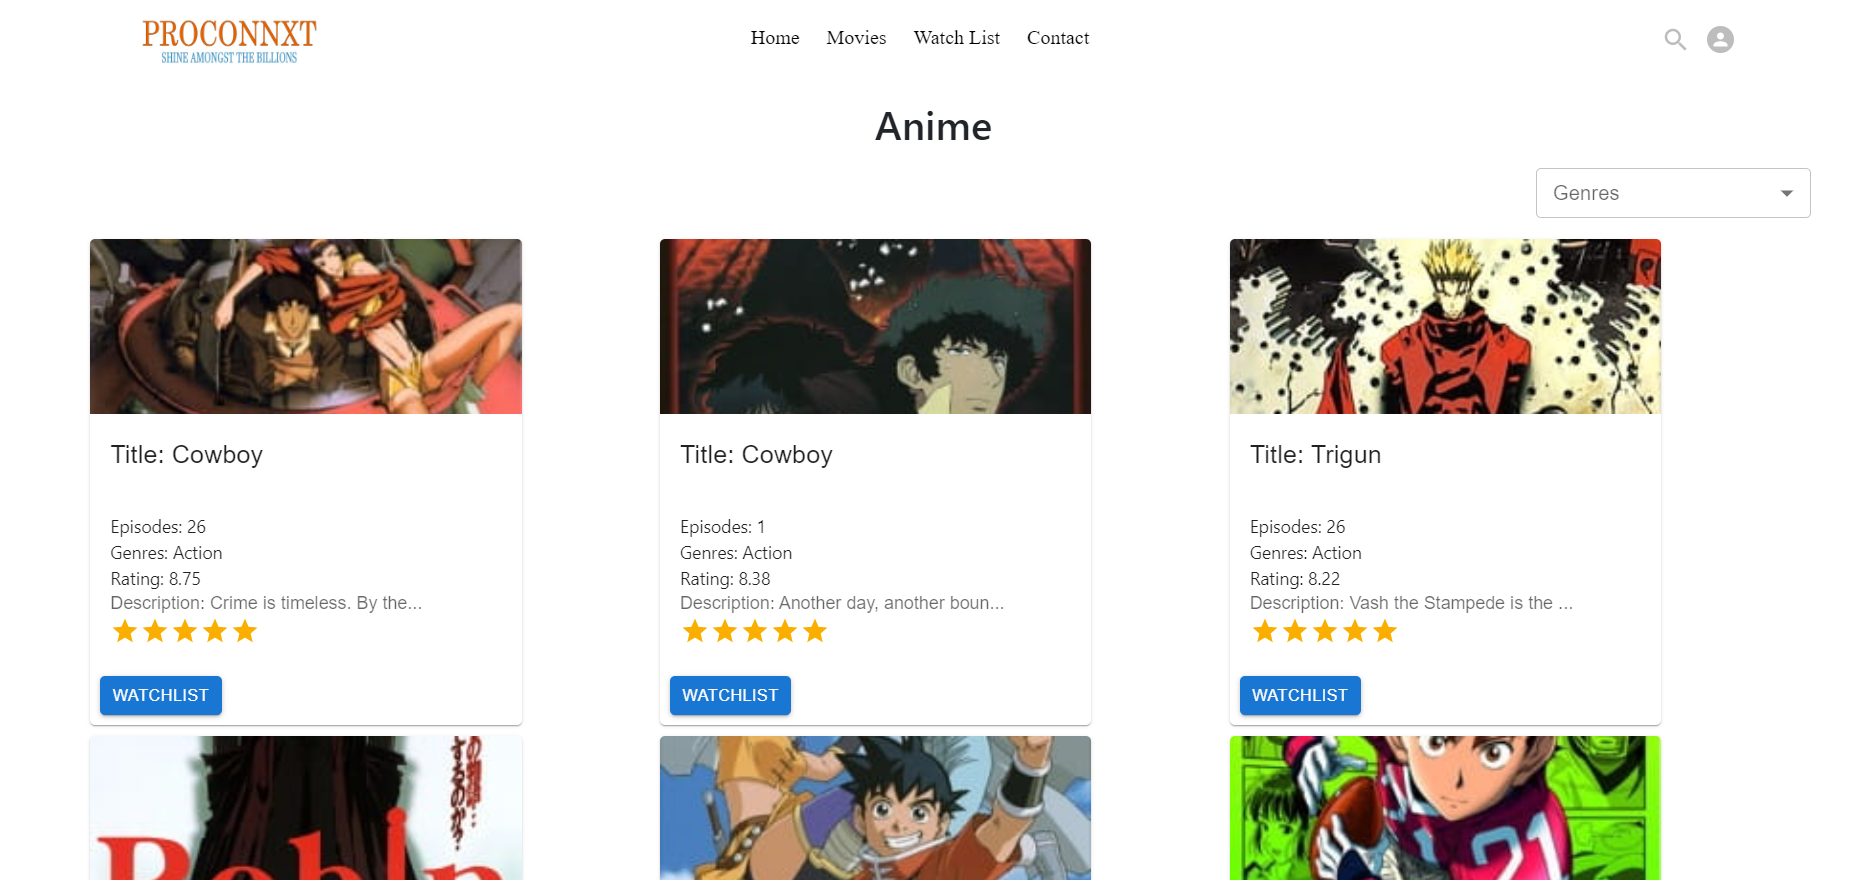 PROCONNXT
SHINE AMONGST THE BILLIONS
Home Movies Watch List Contact
Anime
Genres
Title: Cowboy
Episodes: 26
Genres: Action
Rating: 8.75
Description: Crime is timeless. By the...
WATCHLIST
Title: Cowboy
Episodes: 1
Genres: Action
Rating: 8.38
Description: Another day, another boun...
WATCHLIST
Title: Trigun
Episodes: 26
Genres: Action
Rating: 8.22
Description: Vash the Stampede is the ...
WATCHLIST
Robin
21